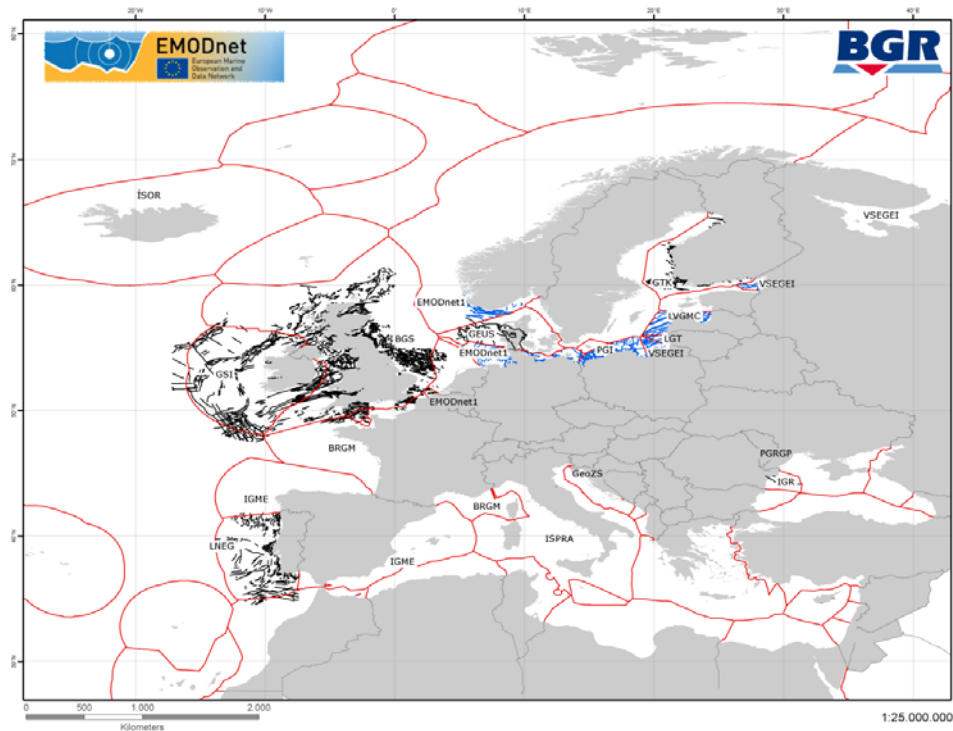 20°W
10°W
0°
10°E
20°E
30°E
40°E
EMODnet
European Marine
Observation and
Data Network
BGR
ÍSOR
VSEGEI
GTK
VSEGEI
EMODnet1
LVGMC
GEUS
BGS
LGT
EMODnet1
PGI
VSEGEI
GSI
EMODnet1
BRGM
PGRGP
GeoZS
IGR
IGME
BRGM
LNEG
ISPRA
IGME
0
500
1.000
2.000
Kilometers
1:25.000.000